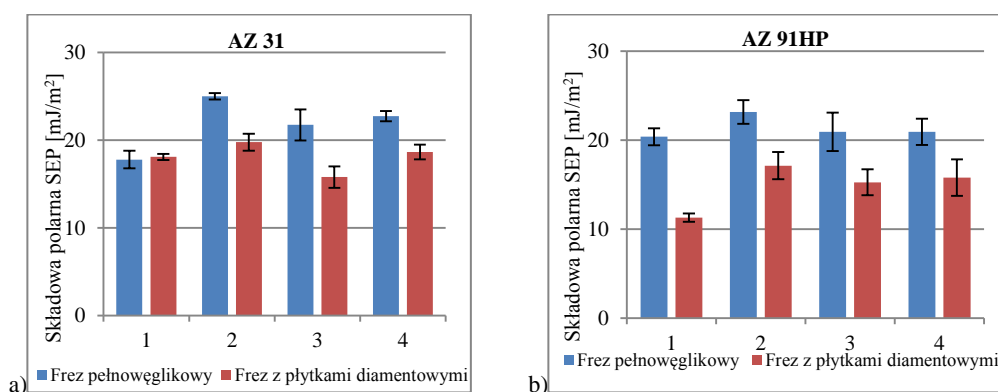 AZ 31
Składowa polarna SEP [mJ/m²]
30
20
10
0
1 2 3 4
Frez pełnowęglikowy Frez z płytkami diamentowymi
a)
AZ 91HP
Składowa polarna SEP [mJ/m²]
30
20
10
0
1 2 3 4
Frez pełnowęglikowy Frez z płytkami diamentowymi
b)